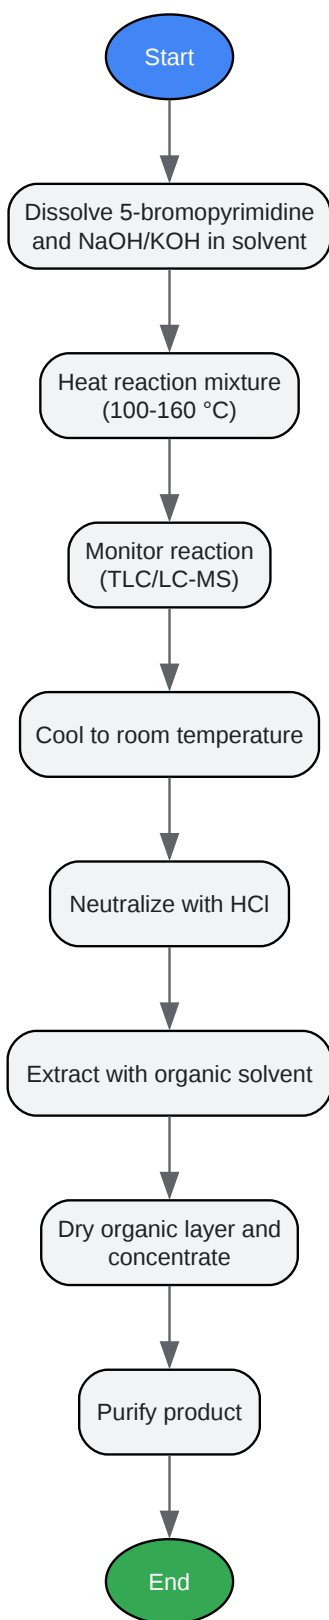 Start
Dissolve 5-bromopyrimidine
and NaOH/KOH in solvent
Heat reaction mixture
(100-160 °C)
Monitor reaction
(TLC/LC-MS)
Cool to room temperature
Neutralize with HCl
Extract with organic solvent
Dry organic layer and
concentrate
Purify product
End